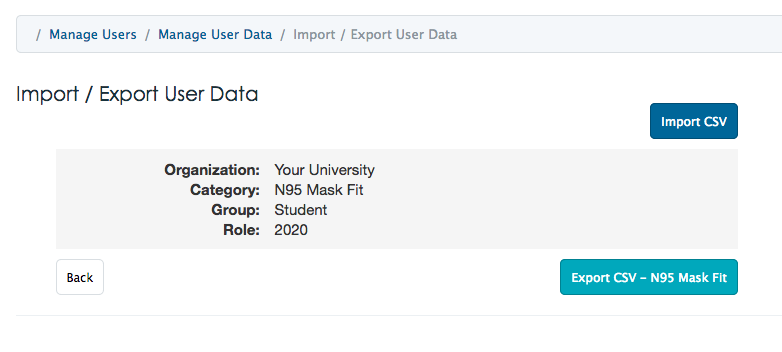 / Manage Users / Manage User Data / Import / Export User Data
Import / Export User Data
Import CSV
Organization: Your University
Category: N95 Mask Fit
Group: Student
Role: 2020
Back
Export CSV – N95 Mask Fit